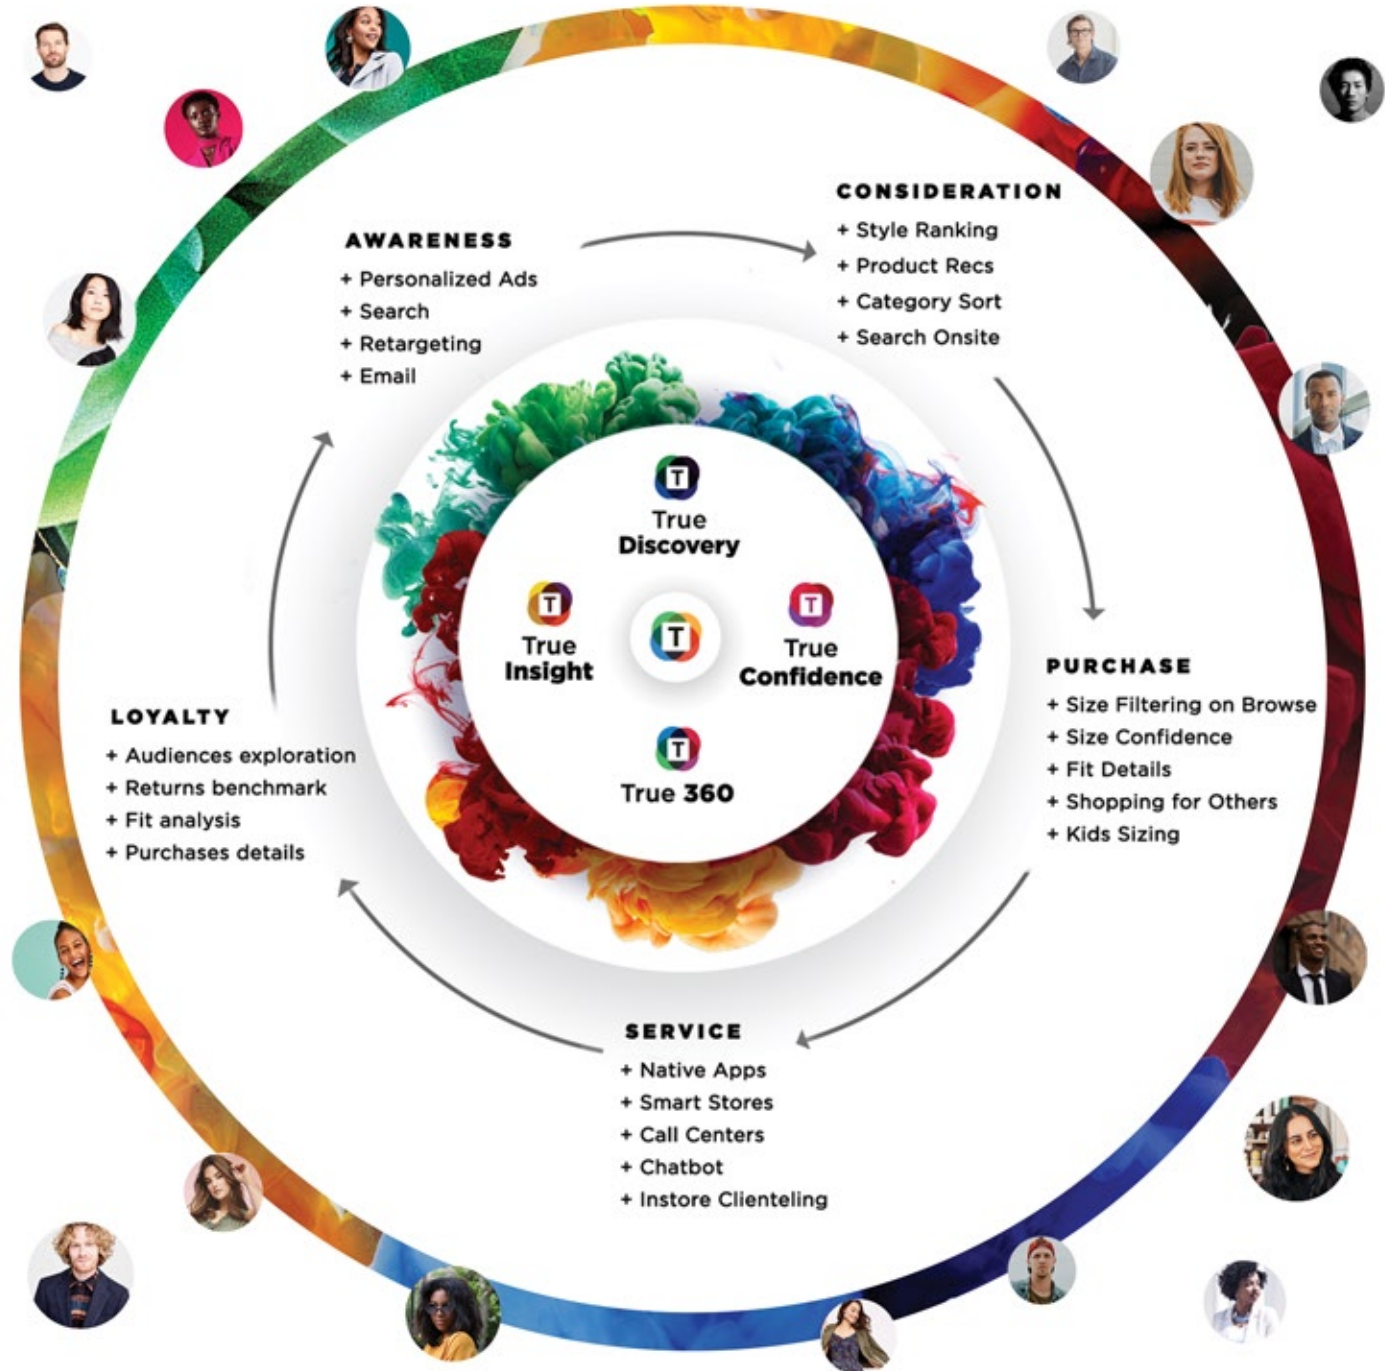 CONSIDERATION
+ Style Ranking
+ Product Recs
+ Category Sort
+ Search Onsite
AWARENESS
+ Personalized Ads
+ Search
+ Retargeting
+ Email
T
True
Discovery
T
True
Insight
T
T
True
Confidence
T
True 360
PURCHASE
+ Size Filtering on Browse
+ Size Confidence
+ Fit Details
+ Shopping for Others
+ Kids Sizing
LOYALTY
+ Audiences exploration
+ Returns benchmark
+ Fit analysis
+ Purchases details
SERVICE
+ Native Apps
+ Smart Stores
+ Call Centers
+ Chatbot
+ Instore Clienteling